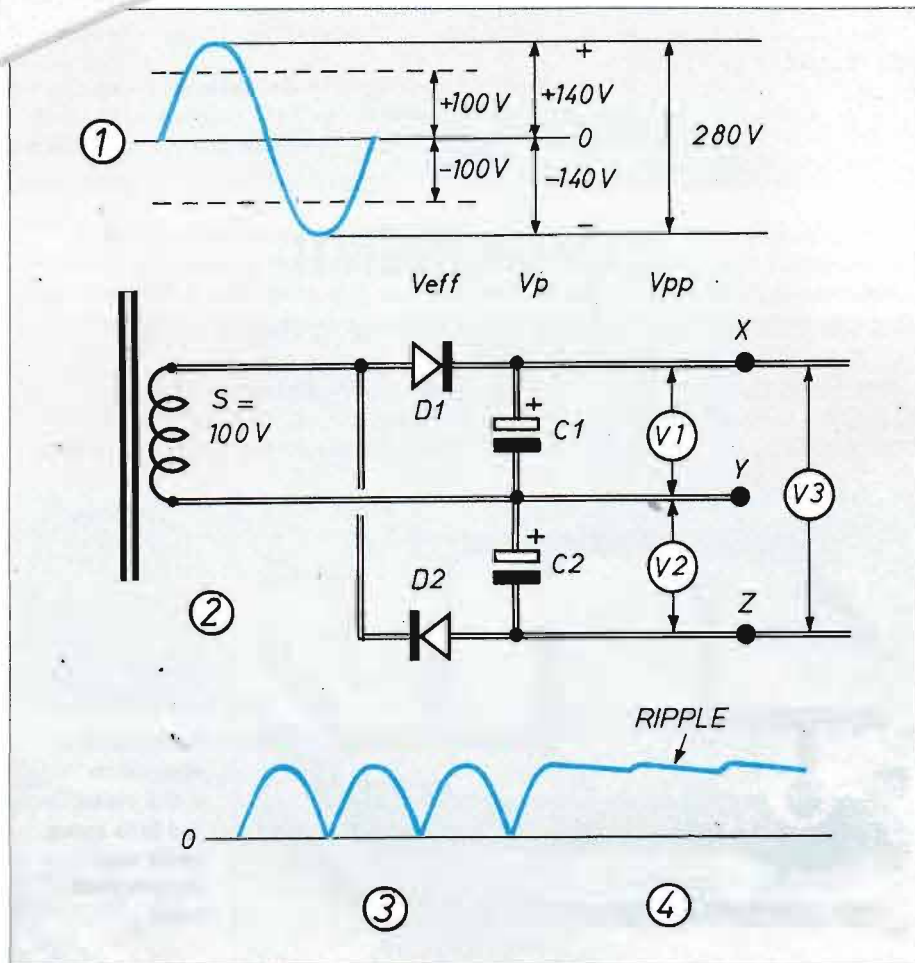 +
+100V
+140V
1
0
280V
-100V
-140V
-
Veff Vp Vpp
X
S =
100V
D1
+
C1
V1
Y
V3
+
C2
V2
D2
Z
2
RIPPLE
0
3
4